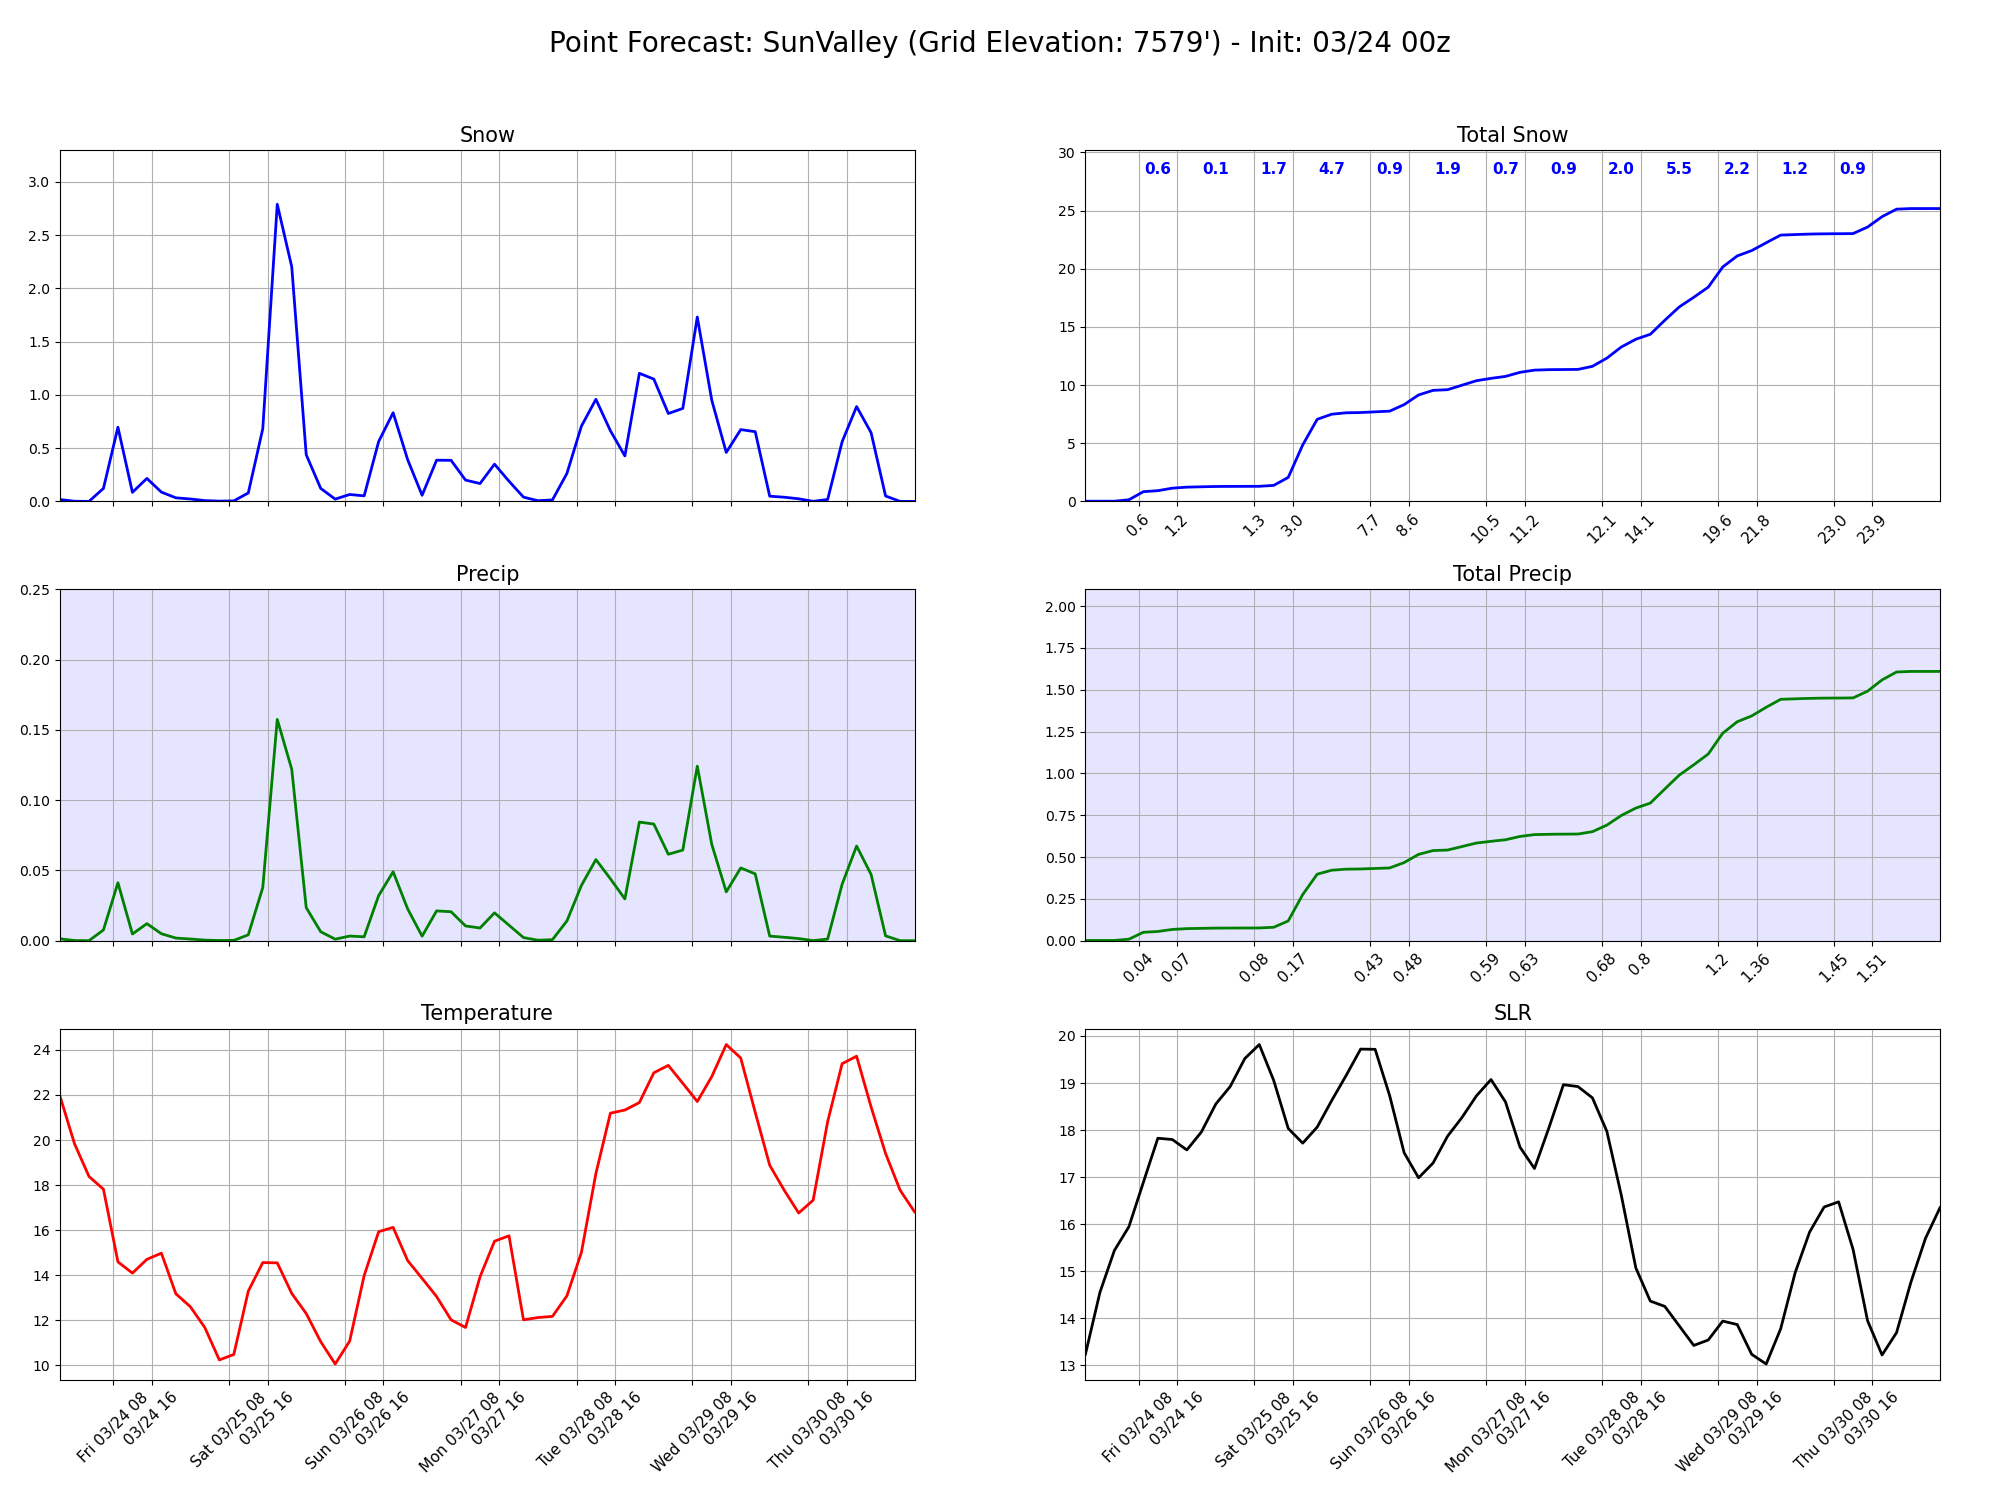 Point Forecast: SunValley (Grid Elevation: 7579') - Init: 03/24 00z
Snow
3.0
2.5
2.0
1.5
1.0
0.5
0.0
Total Snow
0.6 0.1 1.7 4.7 0.9 1.9 0.7 0.9 2.0 5.5 2.2 1.2 0.9
30
25
20
15
10
5
0
0.6 1.2 1.3 3.0 7.7 8.6 10.5 11.2 12.1 14.1 19.6 21.8 23.0 23.9
Precip
0.25
0.20
0.15
0.10
0.05
0.00
Total Precip
2.00
1.75
1.50
1.25
1.00
0.75
0.50
0.25
0.00
0.04 0.07 0.08 0.17 0.43 0.48 0.59 0.63 0.68 0.8 1.2 1.36 1.45 1.51
Temperature
24
22
20
18
16
14
12
10
Fri 03/24 08
03/24 16
Sat 03/25 08
03/25 16
Sun 03/26 08
03/26 16
Mon 03/27 08
03/27 16
Tue 03/28 08
03/28 16
Wed 03/29 08
03/29 16
Thu 03/30 08
03/30 16
SLR
20
19
18
17
16
15
14
13
Fri 03/24 08
03/24 16
Sat 03/25 08
03/25 16
Sun 03/26 08
03/26 16
Mon 03/27 08
03/27 16
Tue 03/28 08
03/28 16
Wed 03/29 08
03/29 16
Thu 03/30 08
03/30 16